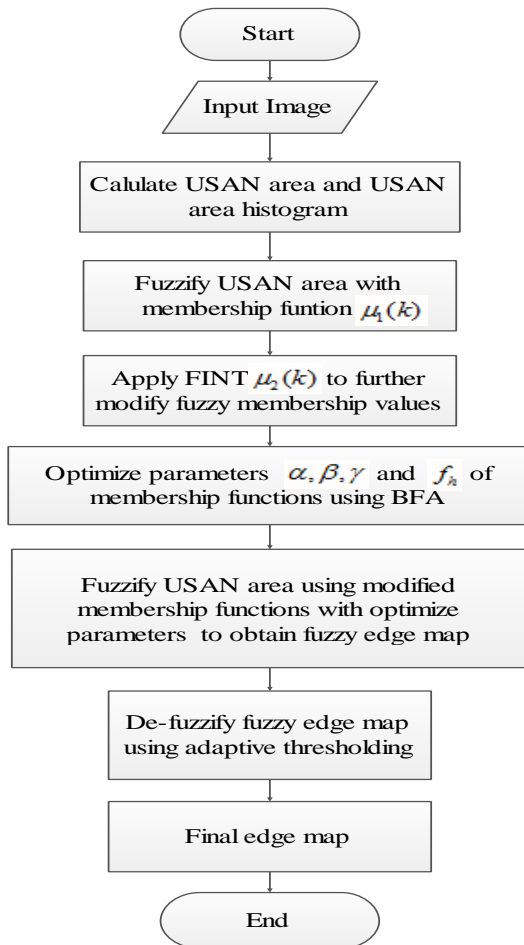 Start
Input Image
Calulate USAN area and USAN
area histogram
Fuzzify USAN area with
membership funtion μ₁(k)
Apply FINT μ₂(k) to further
modify fuzzy membership values
Optimize parameters α, β, γ and fₕ of
membership functions using BFA
Fuzzify USAN area using modified
membership functions with optimize
parameters to obtain fuzzy edge map
De-fuzzify fuzzy edge map
using adaptive thresholding
Final edge map
End